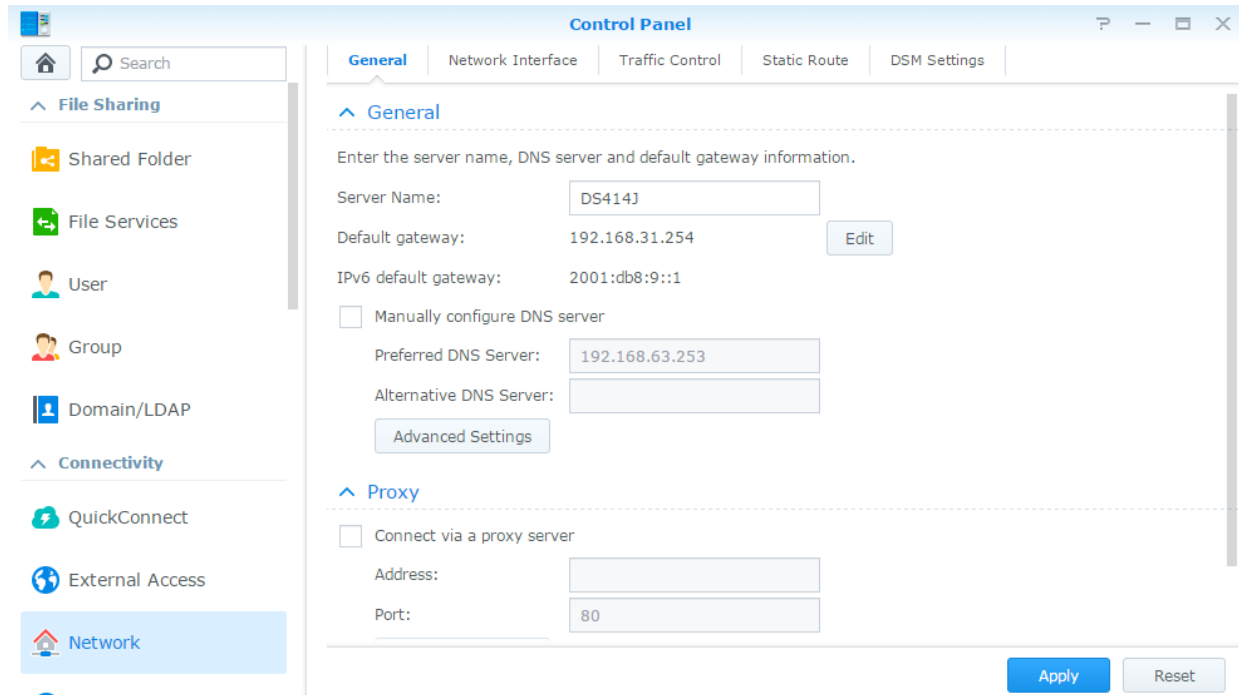 Control Panel
Search
File Sharing
Shared Folder
File Services
User
Group
Domain/LDAP
Connectivity
QuickConnect
External Access
Network
General Network Interface Traffic Control Static Route DSM Settings
General
Enter the server name, DNS server and default gateway information.
Server Name: DS414J
Default gateway: 192.168.31.254 Edit
IPv6 default gateway: 2001:db8:9::1
Manually configure DNS server
Preferred DNS Server: 192.168.63.253
Alternative DNS Server:
Advanced Settings
Proxy
Connect via a proxy server
Address:
Port: 80
Apply Reset